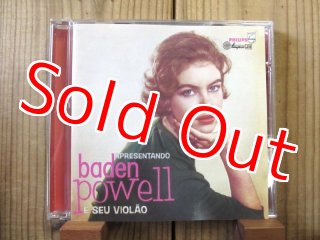 PHILIPS
APRESENTANDO
baden
powell
E SEU VIOLÃO
Sold Out